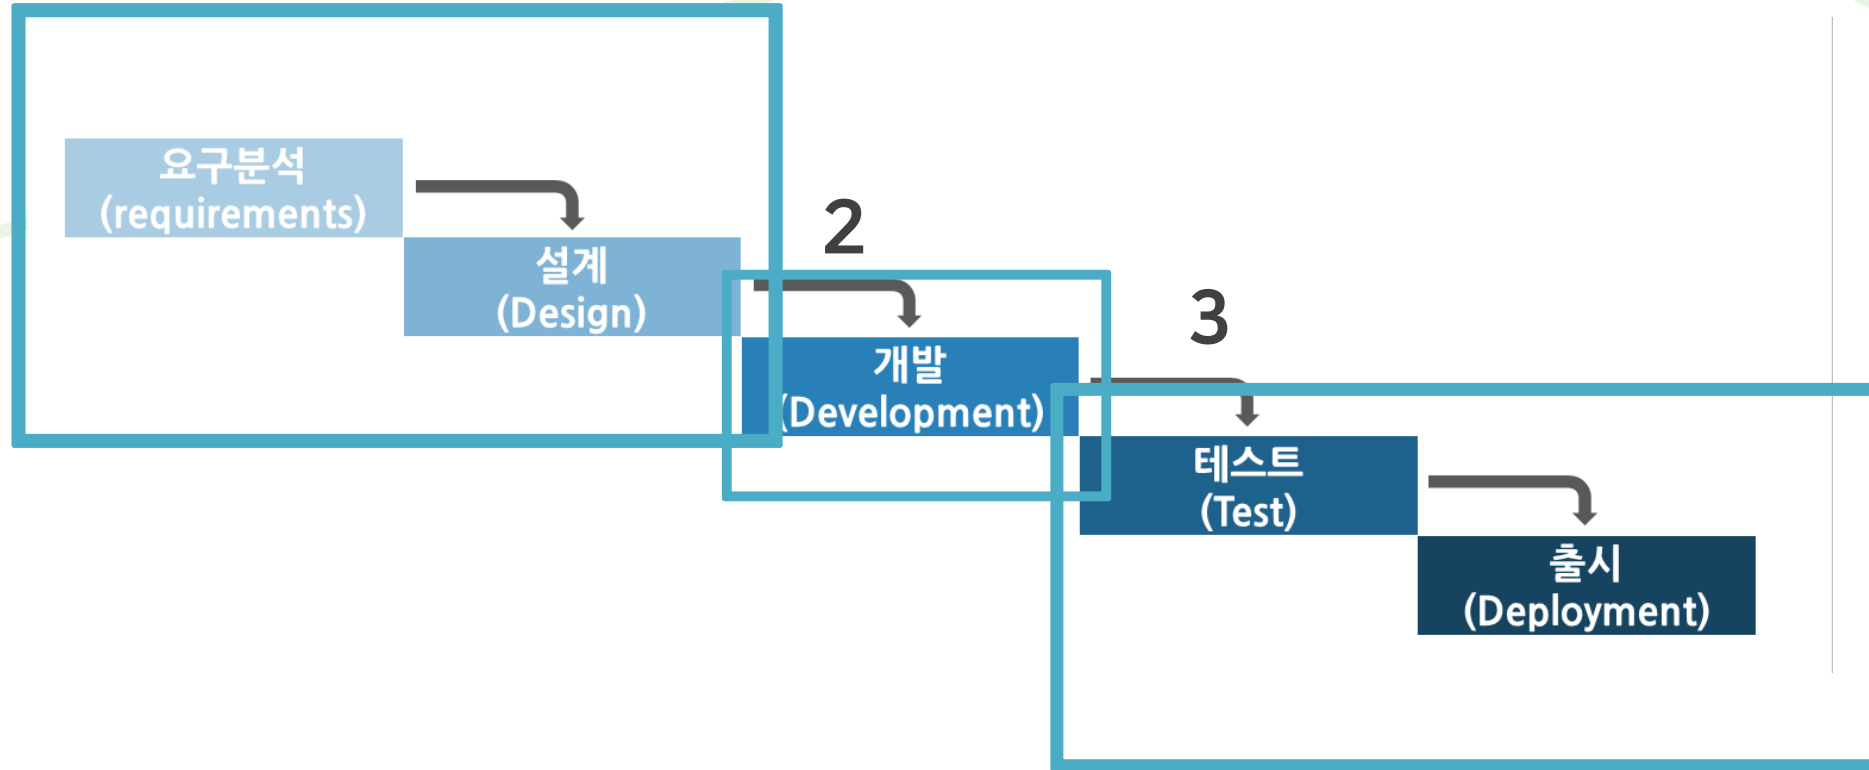 요구분석
(requirements)
설계
(Design)
2
개발
(Development)
3
테스트
(Test)
출시
(Deployment)